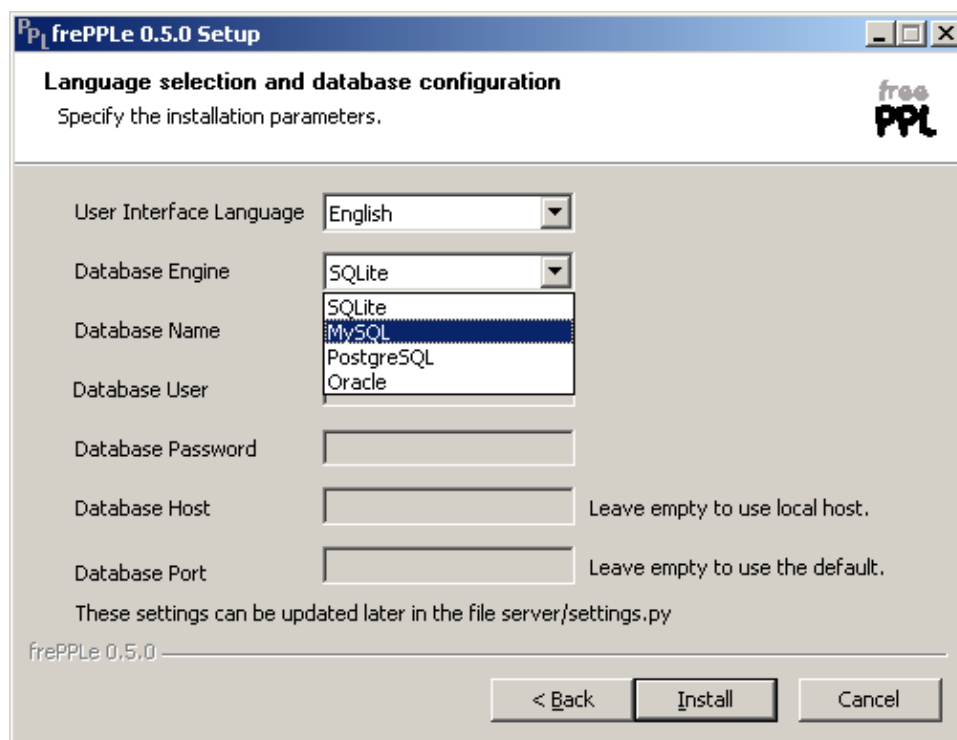 PPL frePPLe 0.5.0 Setup
Language selection and database configuration
Specify the installation parameters.
free
PPL
User Interface Language English
Database Engine SQLite
SQLite
Database Name MySQL
PostgreSQL
Database User Oracle
Database Password
Database Host Leave empty to use local host.
Database Port Leave empty to use the default.
These settings can be updated later in the file server/settings.py
frePPLe 0.5.0
< Back Install Cancel